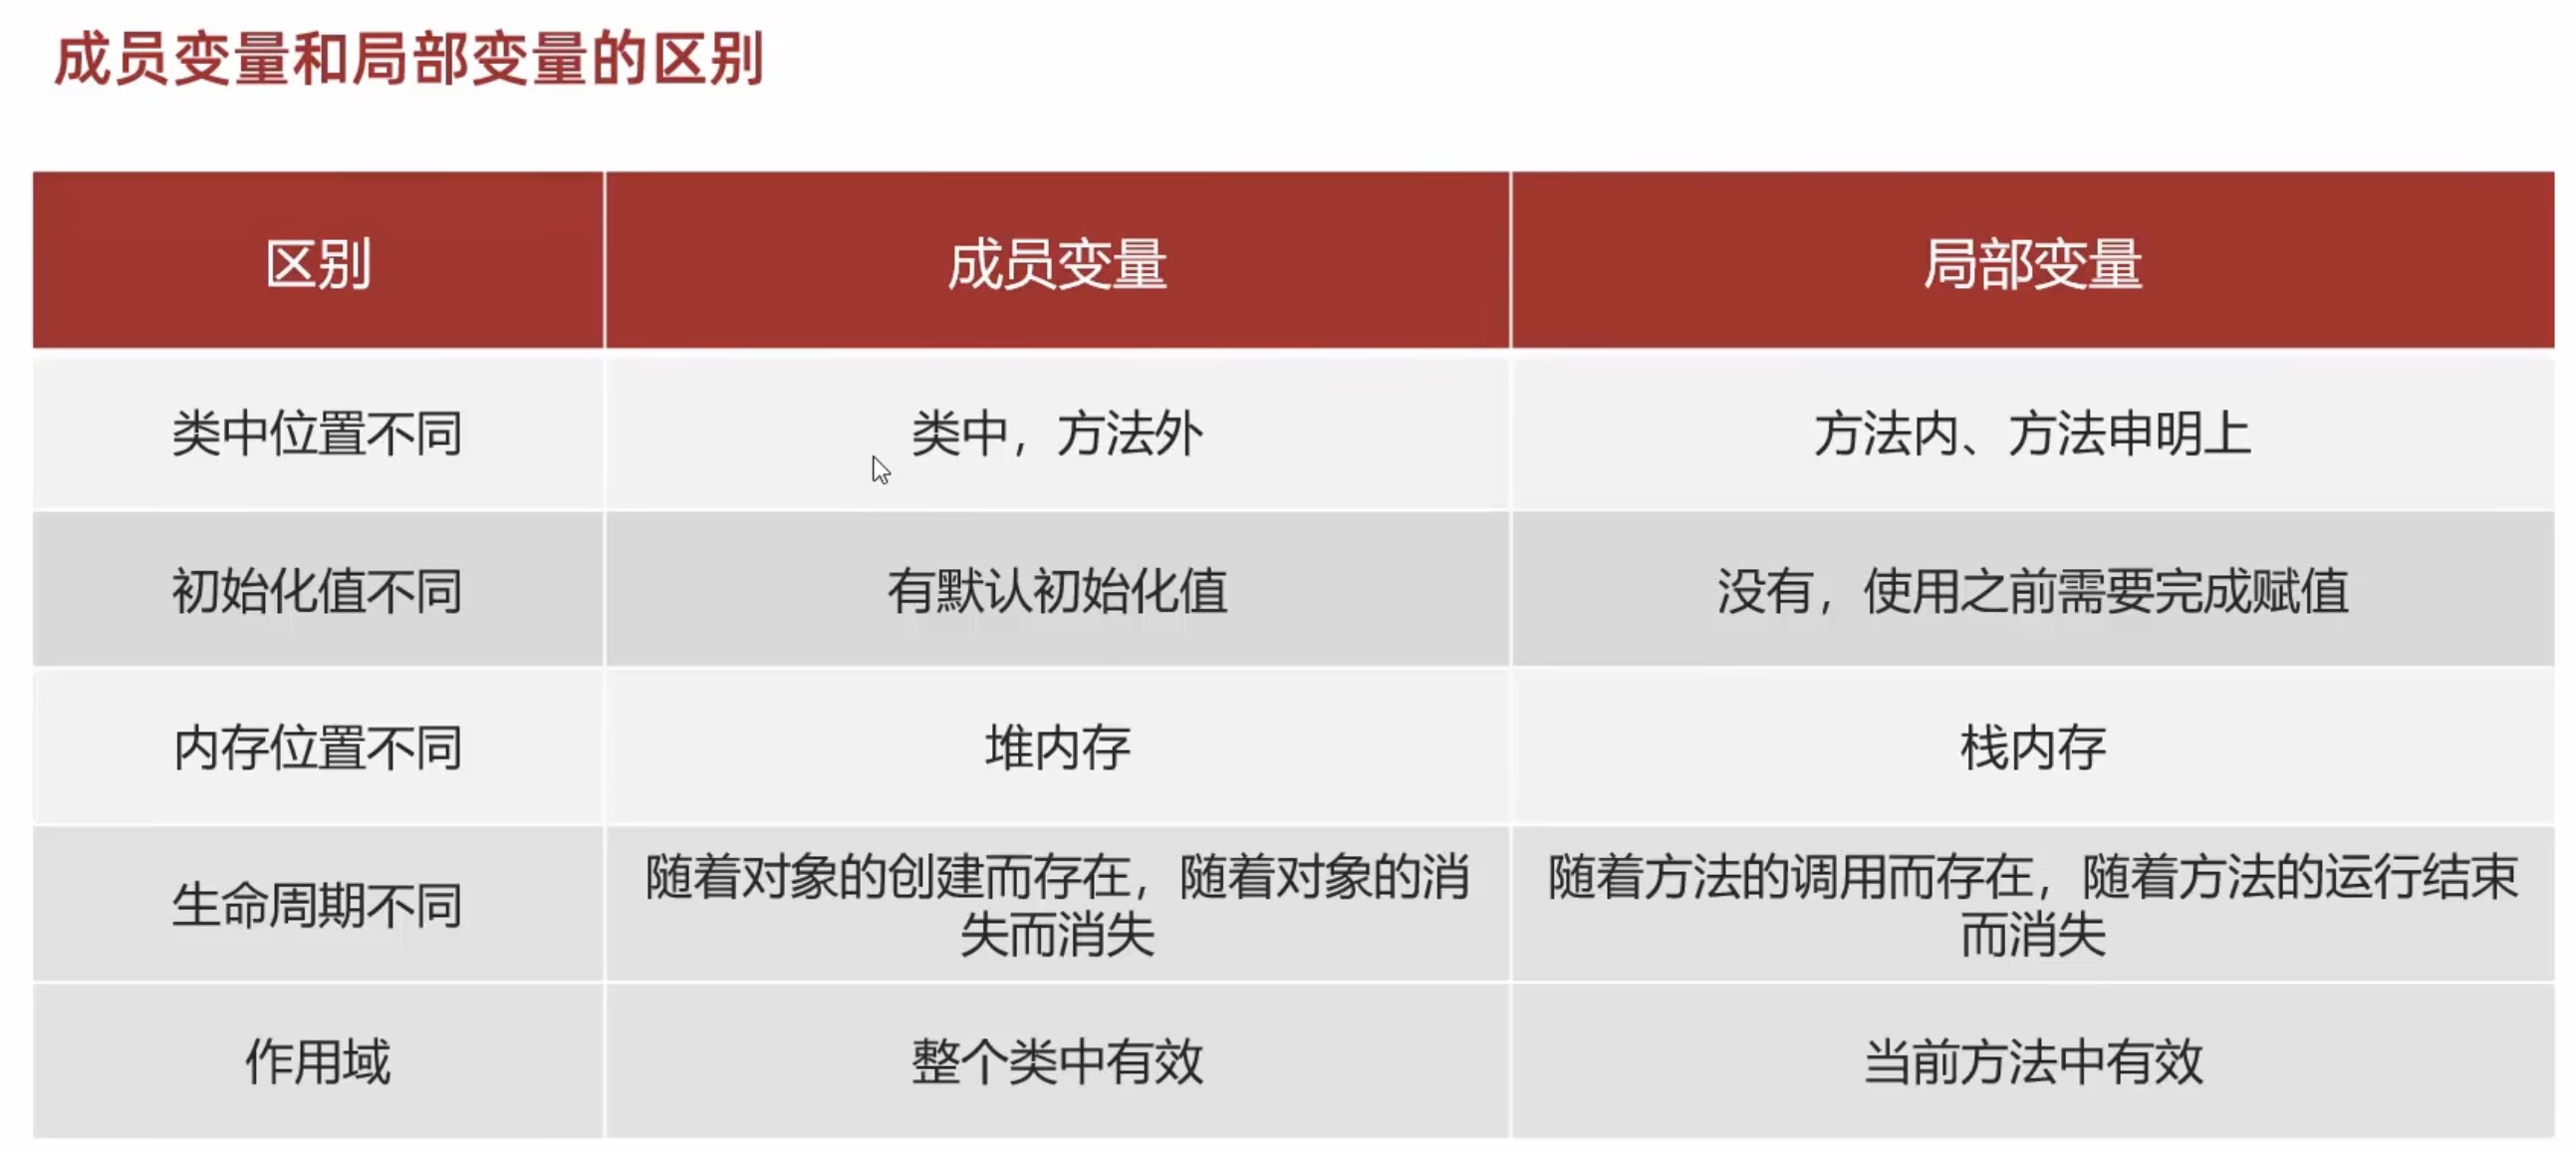 成员变量和局部变量的区别
区别 成员变量 局部变量
类中位置不同 类中，方法外 方法内、方法申明上
初始化值不同 有默认初始化值 没有，使用之前需要完成赋值
内存位置不同 堆内存 栈内存
生命周期不同
随着对象的创建而存在，随着对象的消
失而消失
随着方法的调用而存在，随着方法的运行结束
而消失
作用域 整个类中有效 当前方法中有效